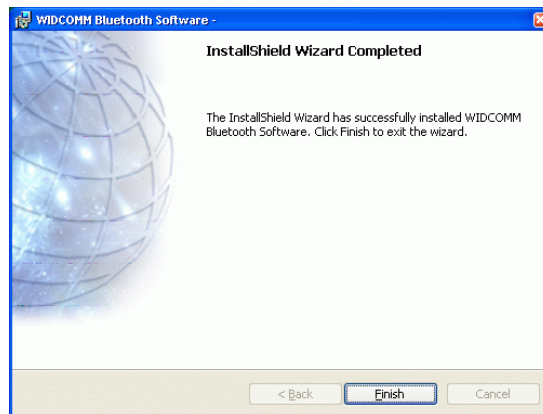 WIDCOMM Bluetooth Software -
InstallShield Wizard Completed
The InstallShield Wizard has successfully installed WIDCOMM
Bluetooth Software. Click Finish to exit the wizard.
< Back Finish Cancel